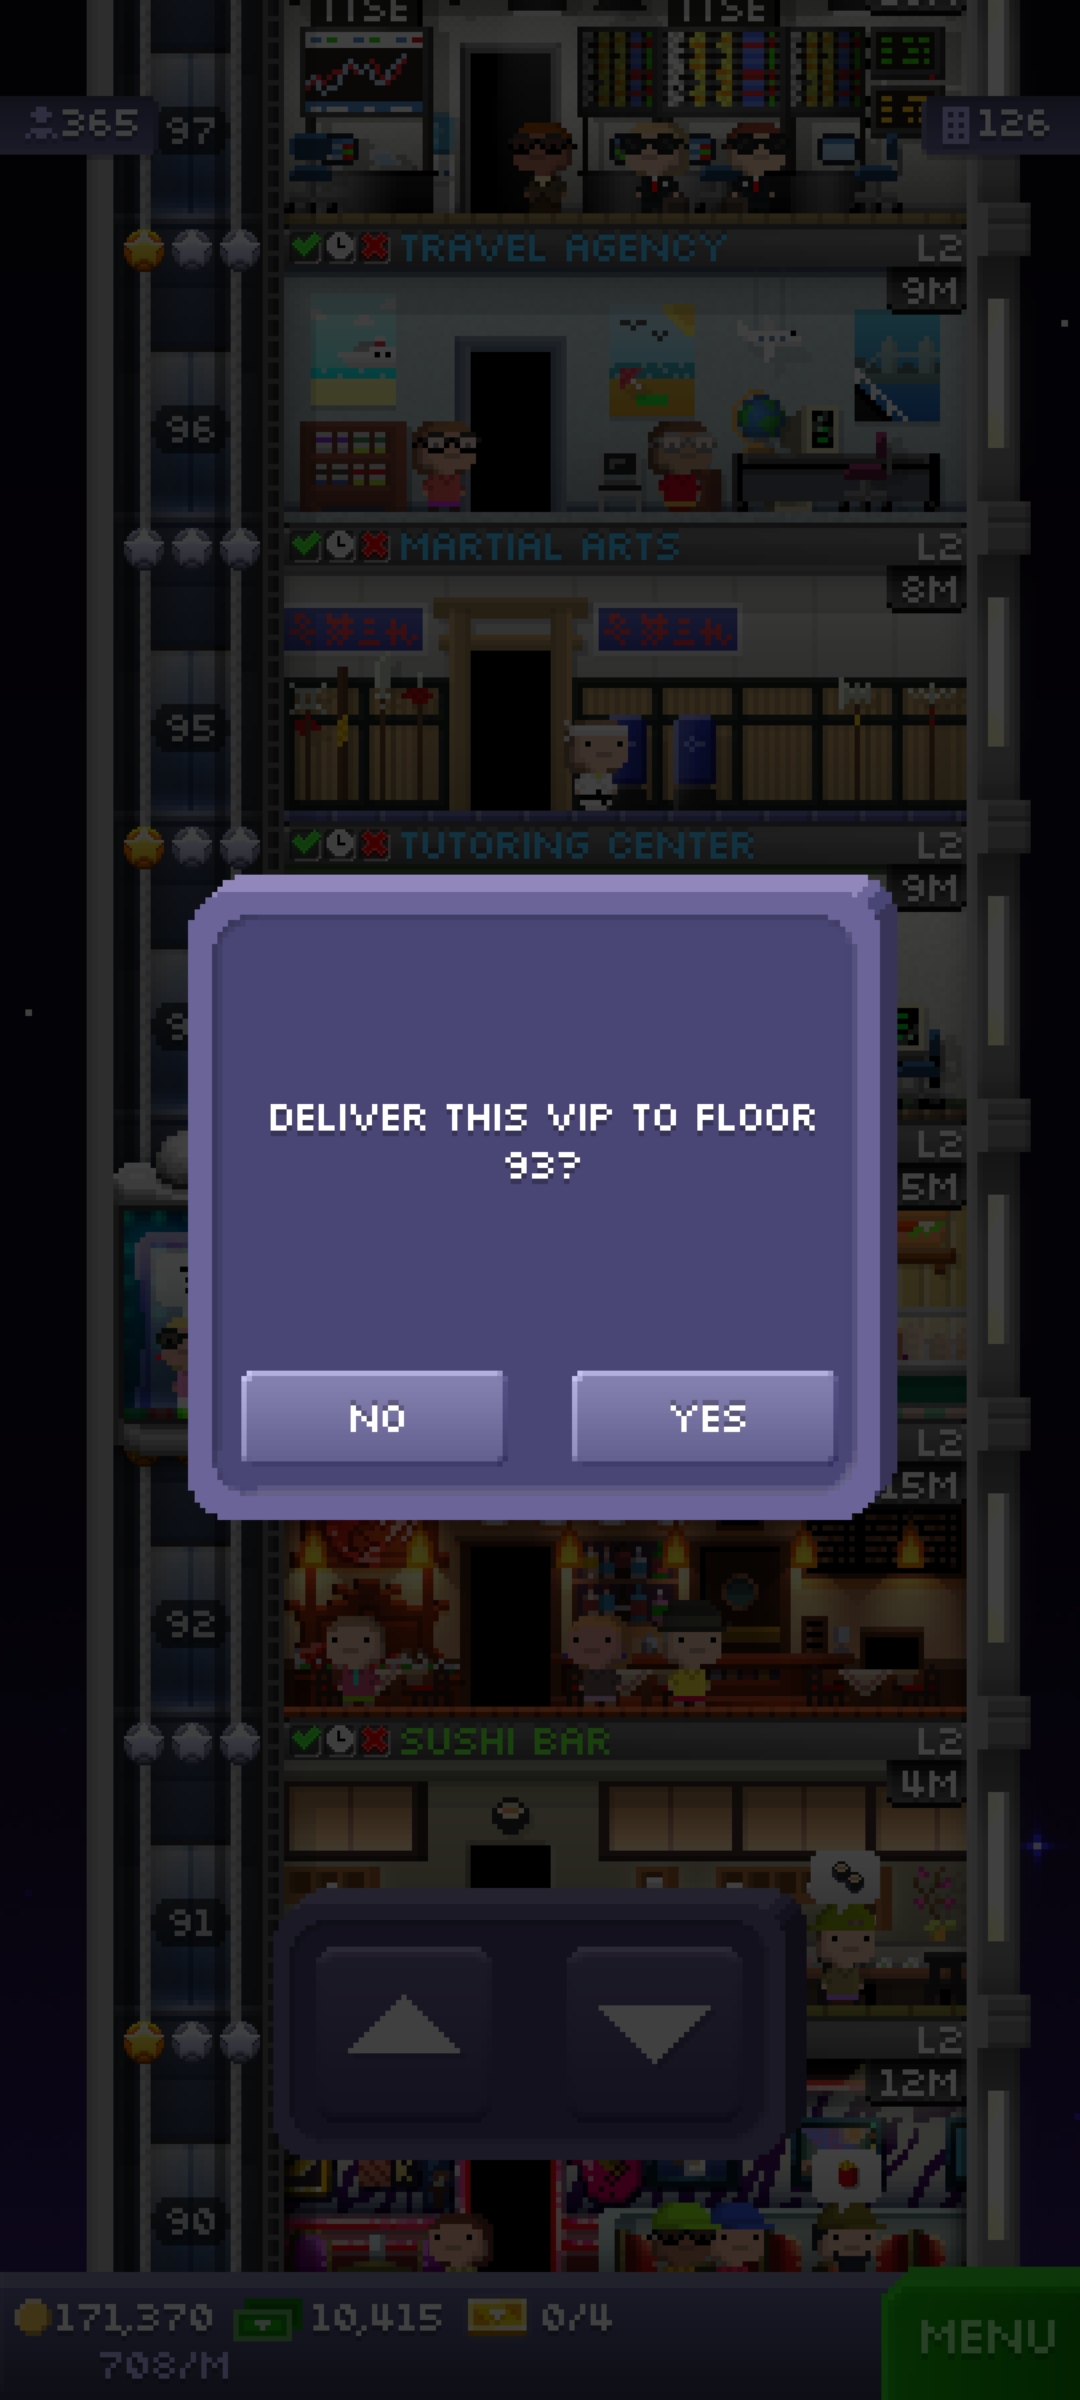 TTSE
TTSE
365
97
126
TRAVEL AGENCY
L2
9M
96
MARTIAL ARTS
L2
8M
95
TUTORING CENTER
L2
9M
DELIVER THIS VIP TO FLOOR
93?
L2
5M
NO
YES
L2
15M
92
SUSHI BAR
L2
4M
91
L2
12M
90
171,370
10,415
0/4
708/M
MENU